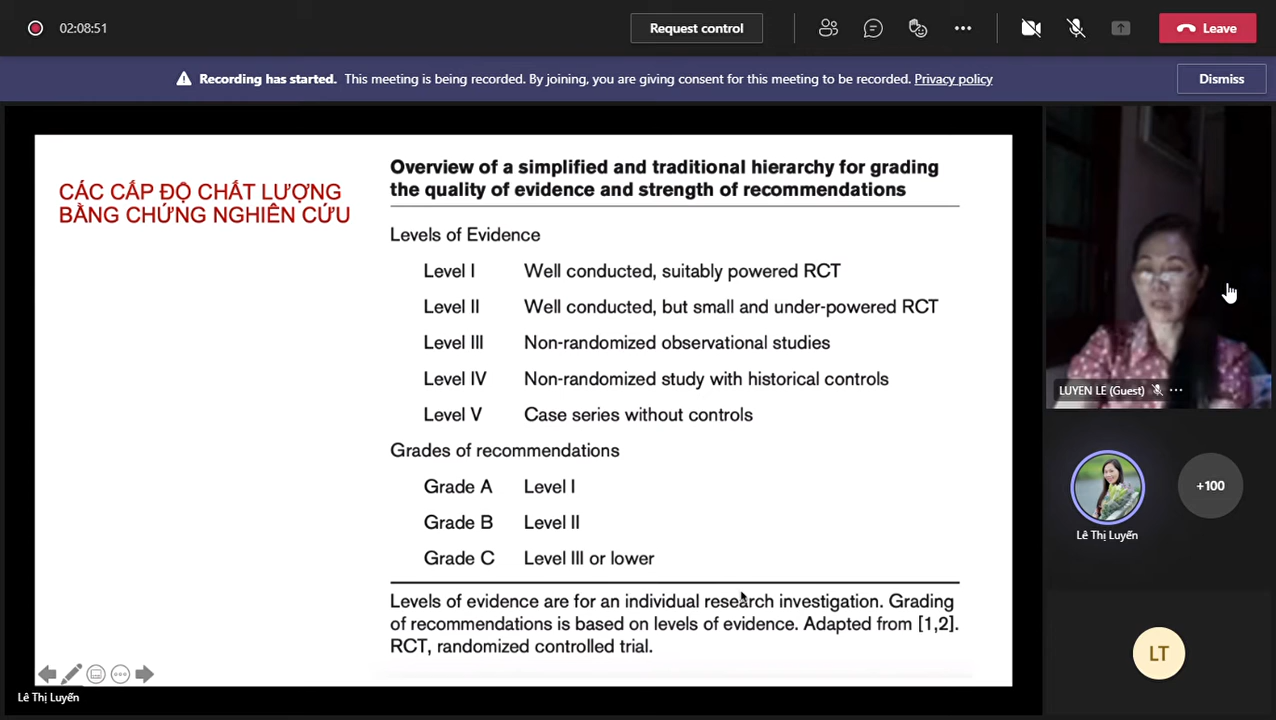 02:08:51
Request control
Leave
Recording has started. This meeting is being recorded. By joining, you are giving consent for this meeting to be recorded. Privacy policy
Dismiss
CÁC CẤP ĐỘ CHẤT LƯỢNG
BẰNG CHỨNG NGHIÊN CỨU
Overview of a simplified and traditional hierarchy for grading
the quality of evidence and strength of recommendations
Levels of Evidence
Level I Well conducted, suitably powered RCT
Level II Well conducted, but small and under-powered RCT
Level III Non-randomized observational studies
Level IV Non-randomized study with historical controls
Level V Case series without controls
Grades of recommendations
Grade A Level I
Grade B Level II
Grade C Level III or lower
Levels of evidence are for an individual research investigation. Grading
of recommendations is based on levels of evidence. Adapted from [1,2].
RCT, randomized controlled trial.
Lê Thị Luyến
LUYEN LE (Guest)
+100
Lê Thị Luyến
LT